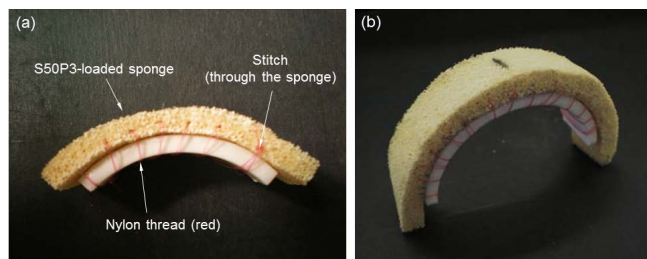 (a)
S50P3-loaded sponge
Stitch
(through the sponge)
Nylon thread (red)
(b)